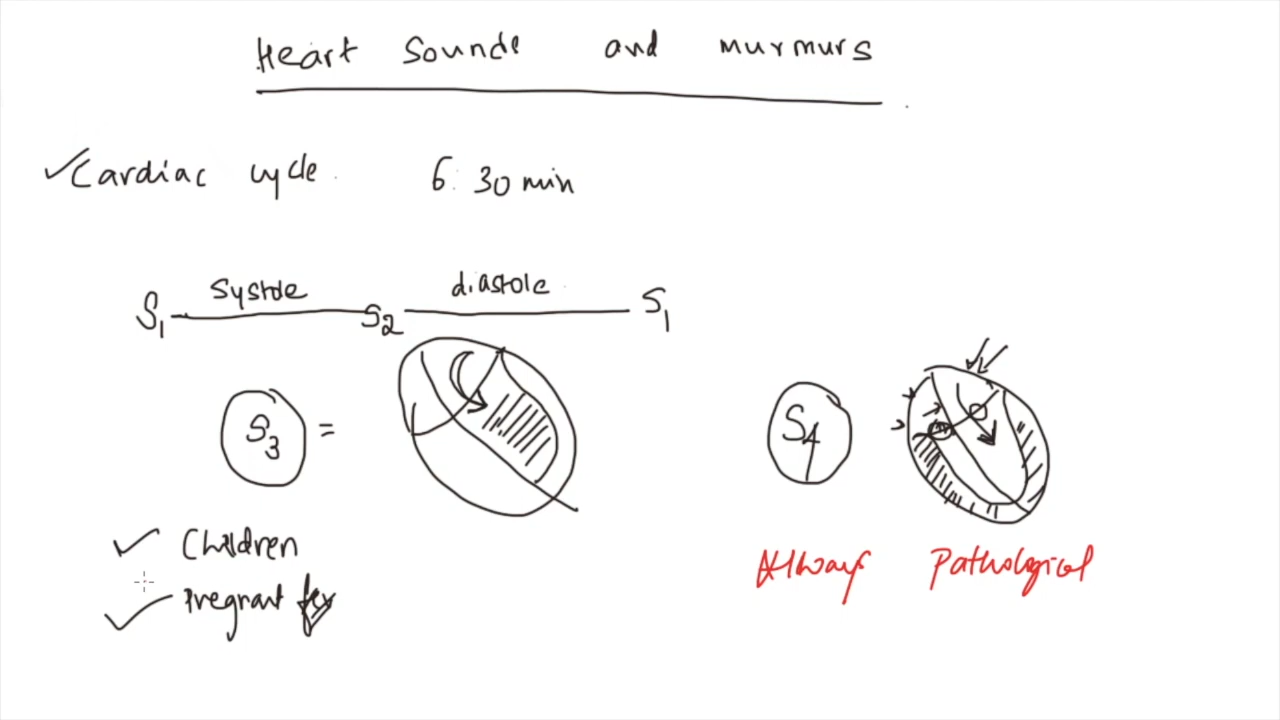 Heart Sounds and murmurs
Cardiac cycle 6:30 min
Systole diastole
S1 S2 S1
S3 = S4
Children Always Pathological
Pregnant